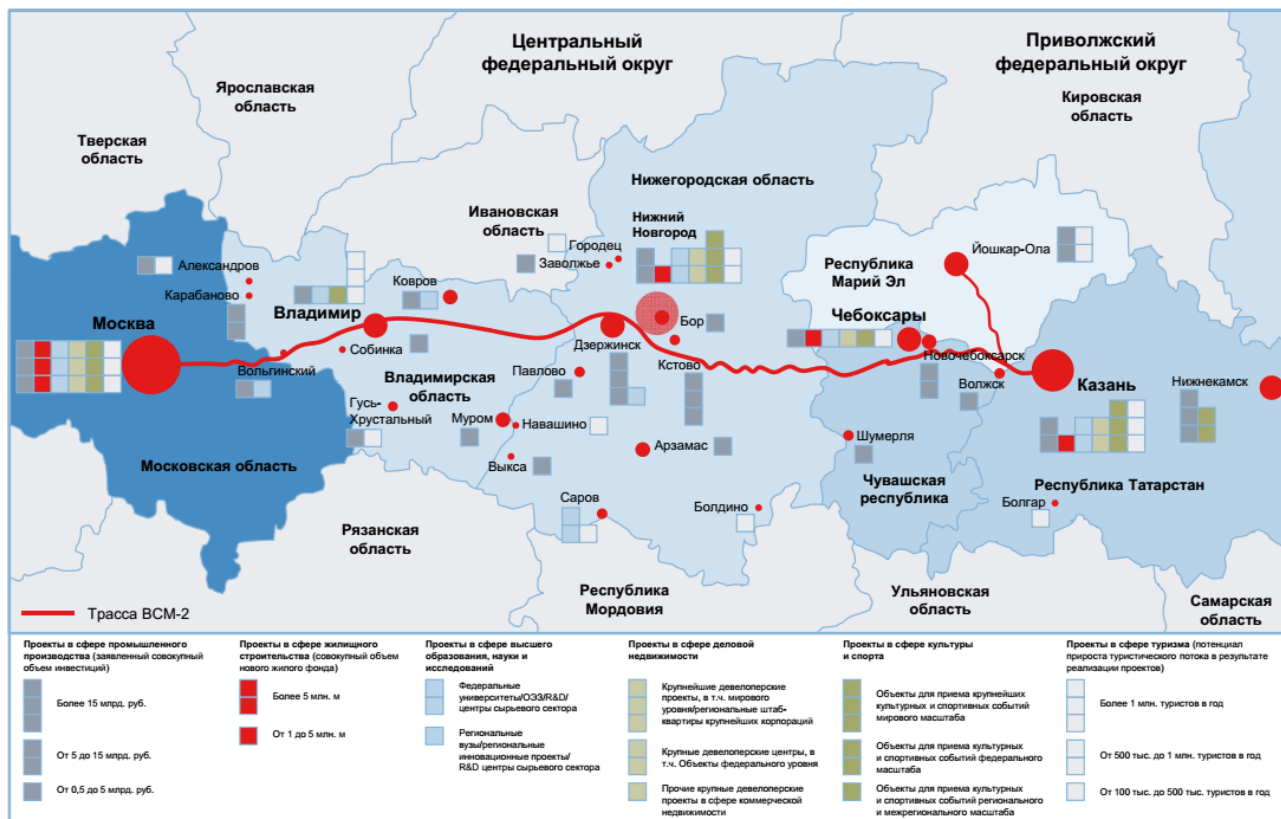 Центральный
федеральный округ
Приволжский
федеральный округ
Ярославская
область
Кировская
область
Тверская
область
Нижегородская область
Ивановская
область
Нижний
Новгород
Городец
Заволжье
Йошкар-Ола
Александров
Карабаново
Ковров
Республика
Марий Эл
Москва
Владимир
Чебоксары
Бор
Собинка
Дзержинск
Вольгинский
Владимирская
область
Павлово
Кстово
Новочебоксарск
Волжск
Казань
Нижнекамск
Гусь-
Хрустальный
Муром
Навашино
Арзамас
Шумерля
Московская область
Выкса
Чувашская
республика
Республика Татарстан
Саров
Болдино
Болгар
Рязанская
область
Республика
Мордовия
Ульяновская
область
Самарская
область
Трасса ВСМ-2
Проекты в сфере промышленного
производства (заявленный совокупный
объем инвестиций)
Более 15 млрд. руб.
От 5 до 15 млрд. руб.
От 0,5 до 5 млрд. руб.
Проекты в сфере жилищного
строительства (совокупный объем
нового жилого фонда)
Более 5 млн. м
От 1 до 5 млн. м
Проекты в сфере высшего
образования, науки и
исследований
Федеральные
университеты/ОЭЗ/R&D/
центры сырьевого сектора
Региональные
вузы/региональные
инновационные проекты/
R&D центры сырьевого сектора
Проекты в сфере деловой
недвижимости
Крупнейшие девелоперские
проекты, в т.ч. мирового
уровня/региональные штаб-
квартиры крупнейших корпораций
Крупные девелоперские центры, в
т.ч. Объекты федерального уровня
Прочие крупные девелоперские
проекты в сфере коммерческой
недвижимости
Проекты в сфере культуры
и спорта
Объекты для приема крупнейших
культурных и спортивных событий
мирового масштаба
Объекты для приема культурных
и спортивных событий федерального
масштаба
Объекты для приема культурных
и спортивных событий регионального
и межрегионального масштаба
Проекты в сфере туризма (потенциал
прироста туристического потока в результате
реализации проектов)
Более 1 млн. туристов в год
От 500 тыс. до 1 млн. туристов в год
От 100 тыс. до 500 тыс. туристов в год